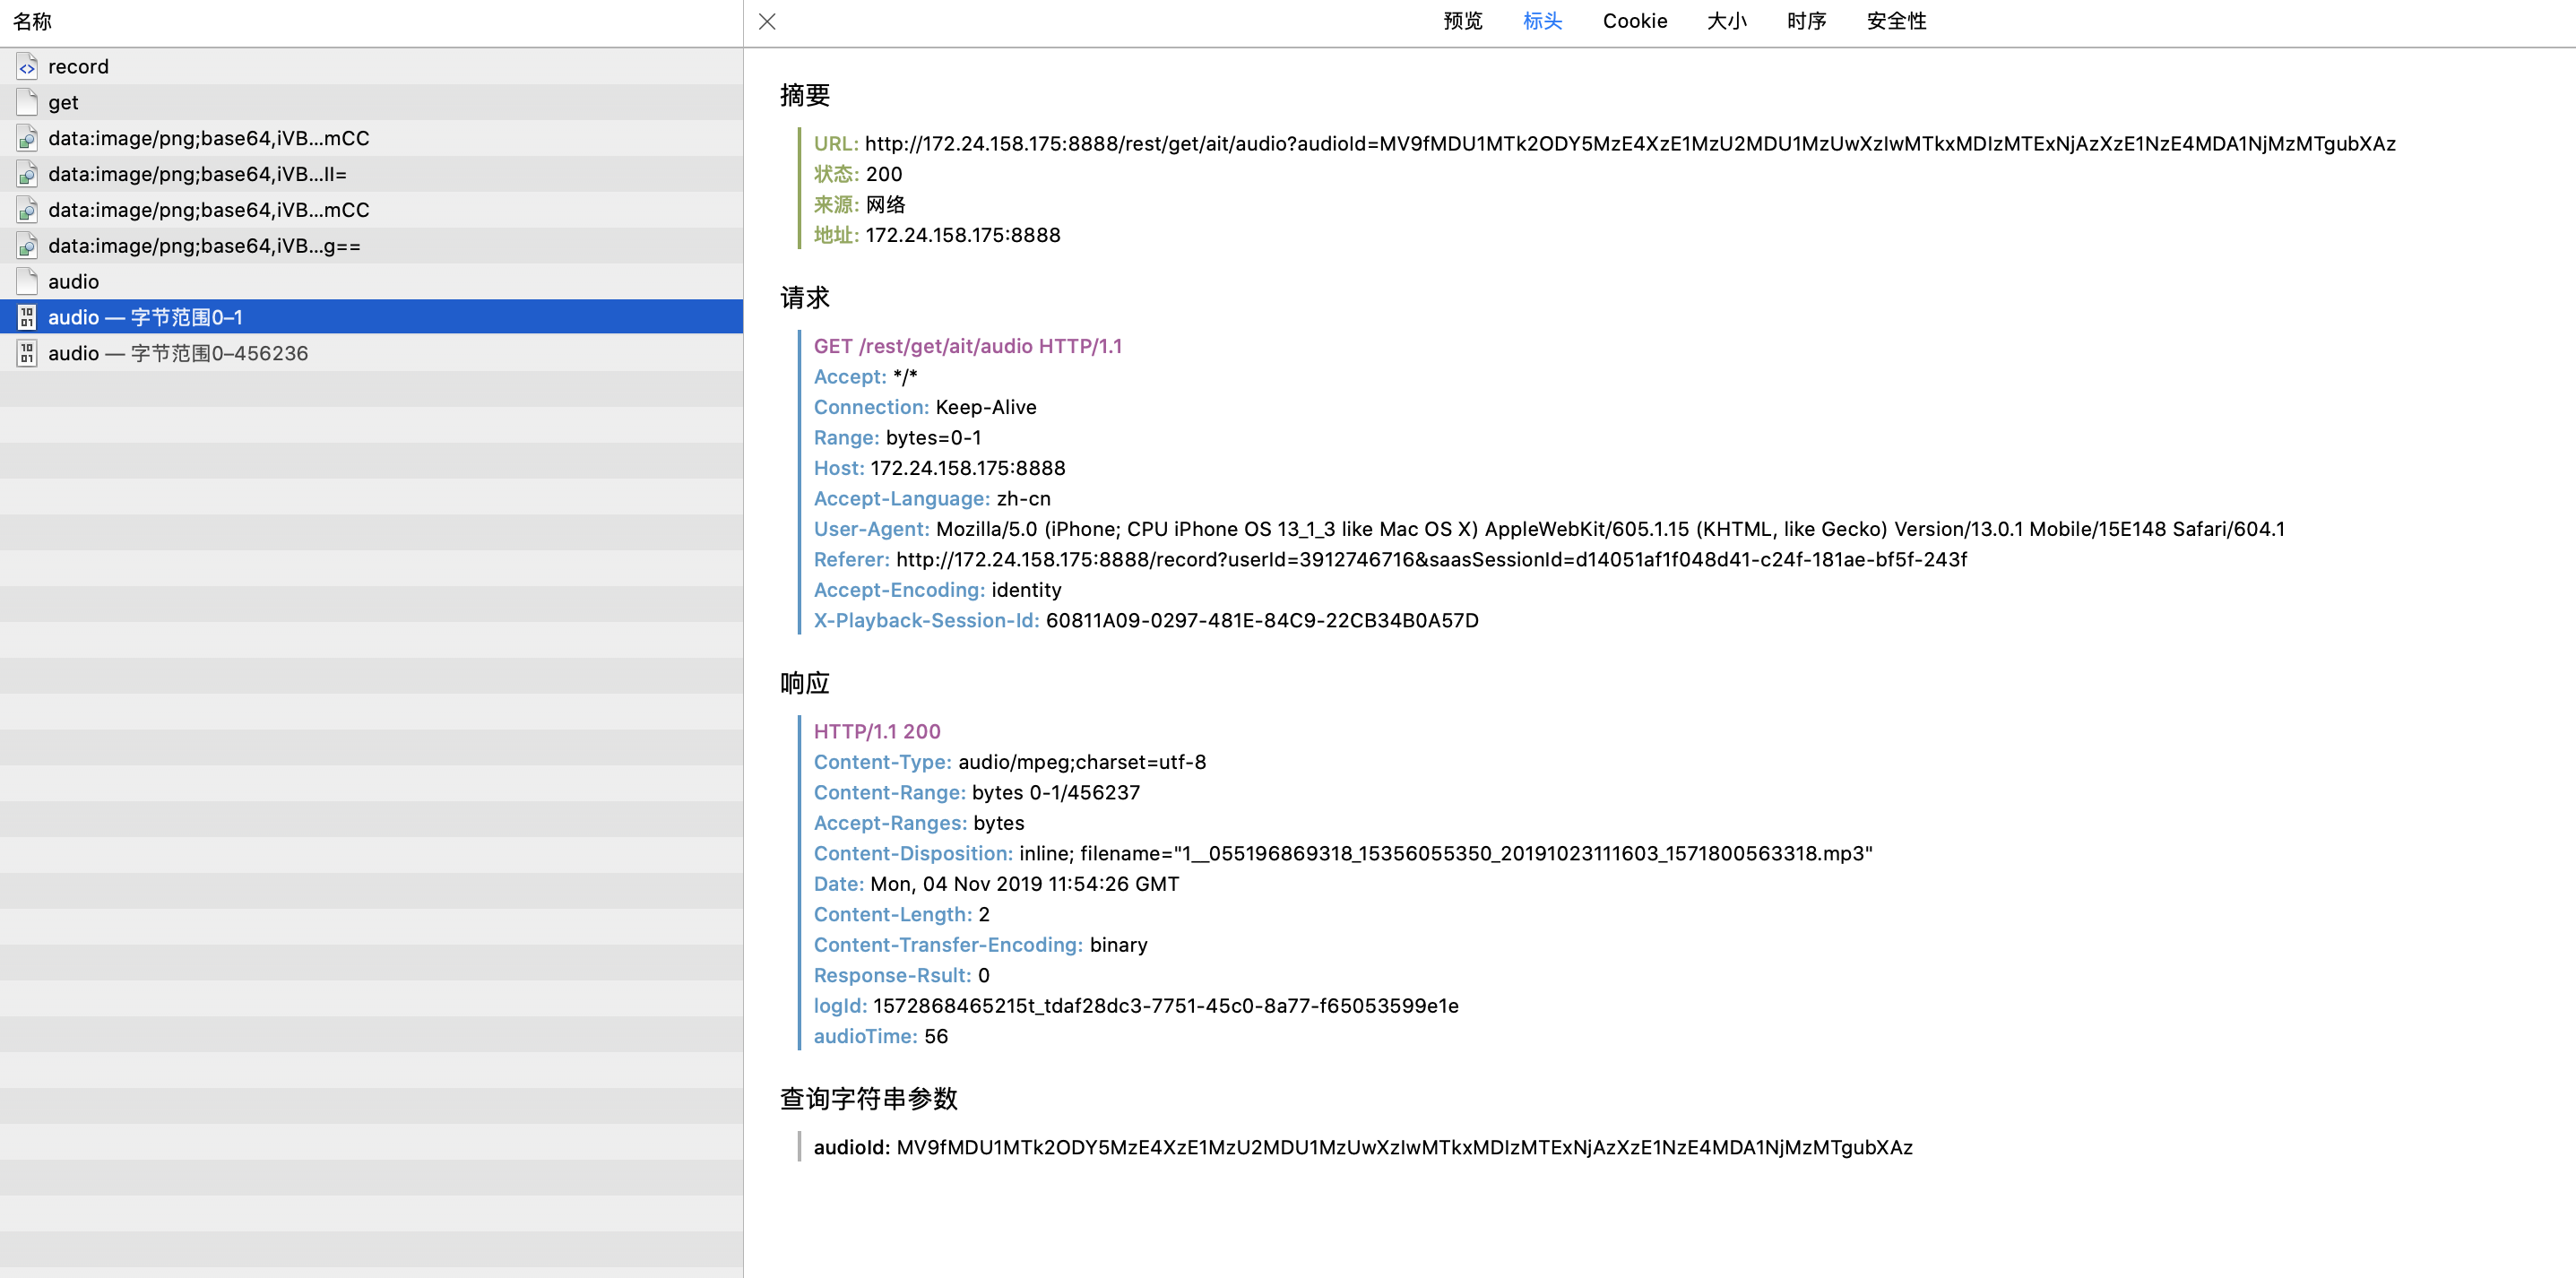 名称
record
get
data:image/png;base64,iVB...mCC
data:image/png;base64,iVB...II=
data:image/png;base64,iVB...mCC
data:image/png;base64,iVB...g==
audio
audio — 字节范围0–1
audio — 字节范围0–456236
预览 标头 Cookie 大小 时序 安全性
摘要
URL: http://172.24.158.175:8888/rest/get/ait/audio?audioId=MV9fMDU1MTk2ODY5MzE4XzE1MzU2MDU1MzUwXzIwMTkxMDIzMTExNjAzXzE1NzE4MDA1NjMzMTgubXAz
状态: 200
来源: 网络
地址: 172.24.158.175:8888
请求
GET /rest/get/ait/audio HTTP/1.1
Accept: */*
Connection: Keep-Alive
Range: bytes=0-1
Host: 172.24.158.175:8888
Accept-Language: zh-cn
User-Agent: Mozilla/5.0 (iPhone; CPU iPhone OS 13_1_3 like Mac OS X) AppleWebKit/605.1.15 (KHTML, like Gecko) Version/13.0.1 Mobile/15E148 Safari/604.1
Referer: http://172.24.158.175:8888/record?userId=3912746716&saasSessionId=d14051af1f048d41-c24f-181ae-bf5f-243f
Accept-Encoding: identity
X-Playback-Session-Id: 60811A09-0297-481E-84C9-22CB34B0A57D
响应
HTTP/1.1 200
Content-Type: audio/mpeg;charset=utf-8
Content-Range: bytes 0-1/456237
Accept-Ranges: bytes
Content-Disposition: inline; filename="1__055196869318_15356055350_20191023111603_1571800563318.mp3"
Date: Mon, 04 Nov 2019 11:54:26 GMT
Content-Length: 2
Content-Transfer-Encoding: binary
Response-Rsult: 0
logId: 1572868465215t_tdaf28dc3-7751-45c0-8a77-f65053599e1e
audioTime: 56
查询字符串参数
audioId: MV9fMDU1MTk2ODY5MzE4XzE1MzU2MDU1MzUwXzIwMTkxMDIzMTExNjAzXzE1NzE4MDA1NjMzMTgubXAz